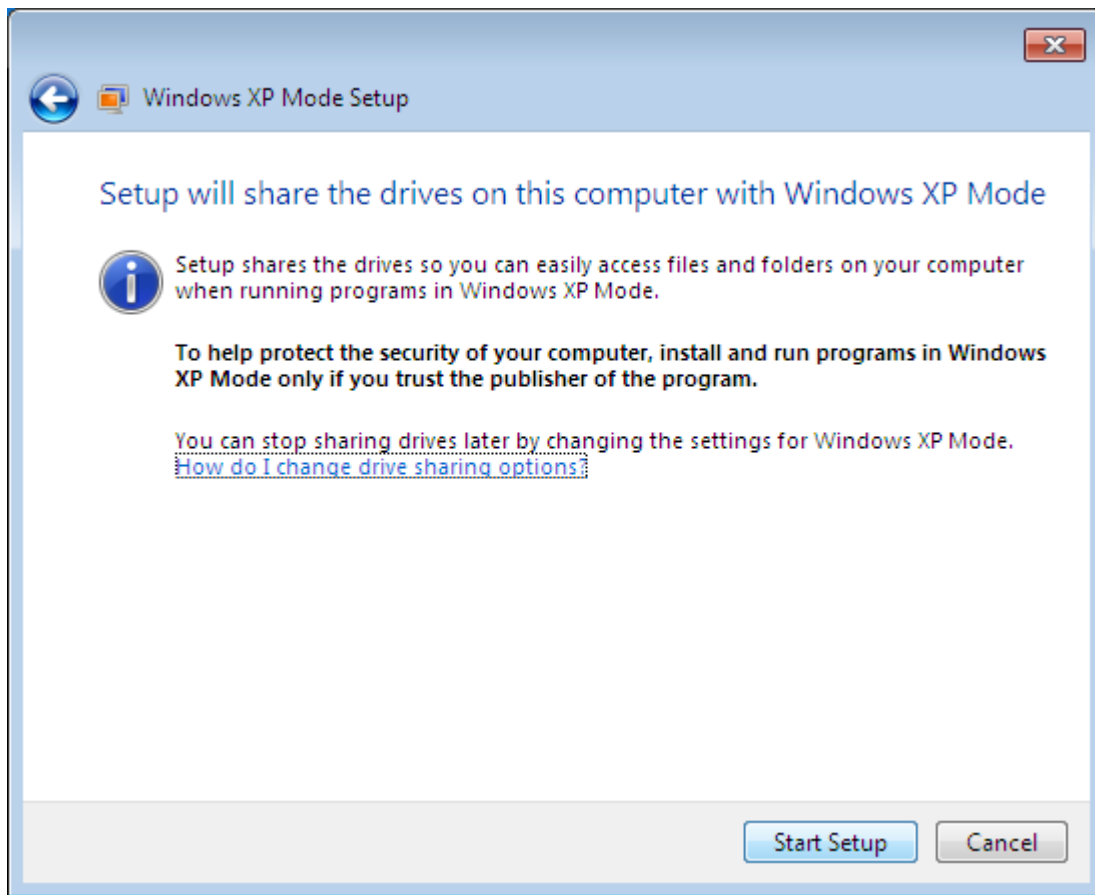 Windows XP Mode Setup
Setup will share the drives on this computer with Windows XP Mode
Setup shares the drives so you can easily access files and folders on your computer
when running programs in Windows XP Mode.
To help protect the security of your computer, install and run programs in Windows
XP Mode only if you trust the publisher of the program.
You can stop sharing drives later by changing the settings for Windows XP Mode.
How do I change drive sharing options?
Start Setup
Cancel